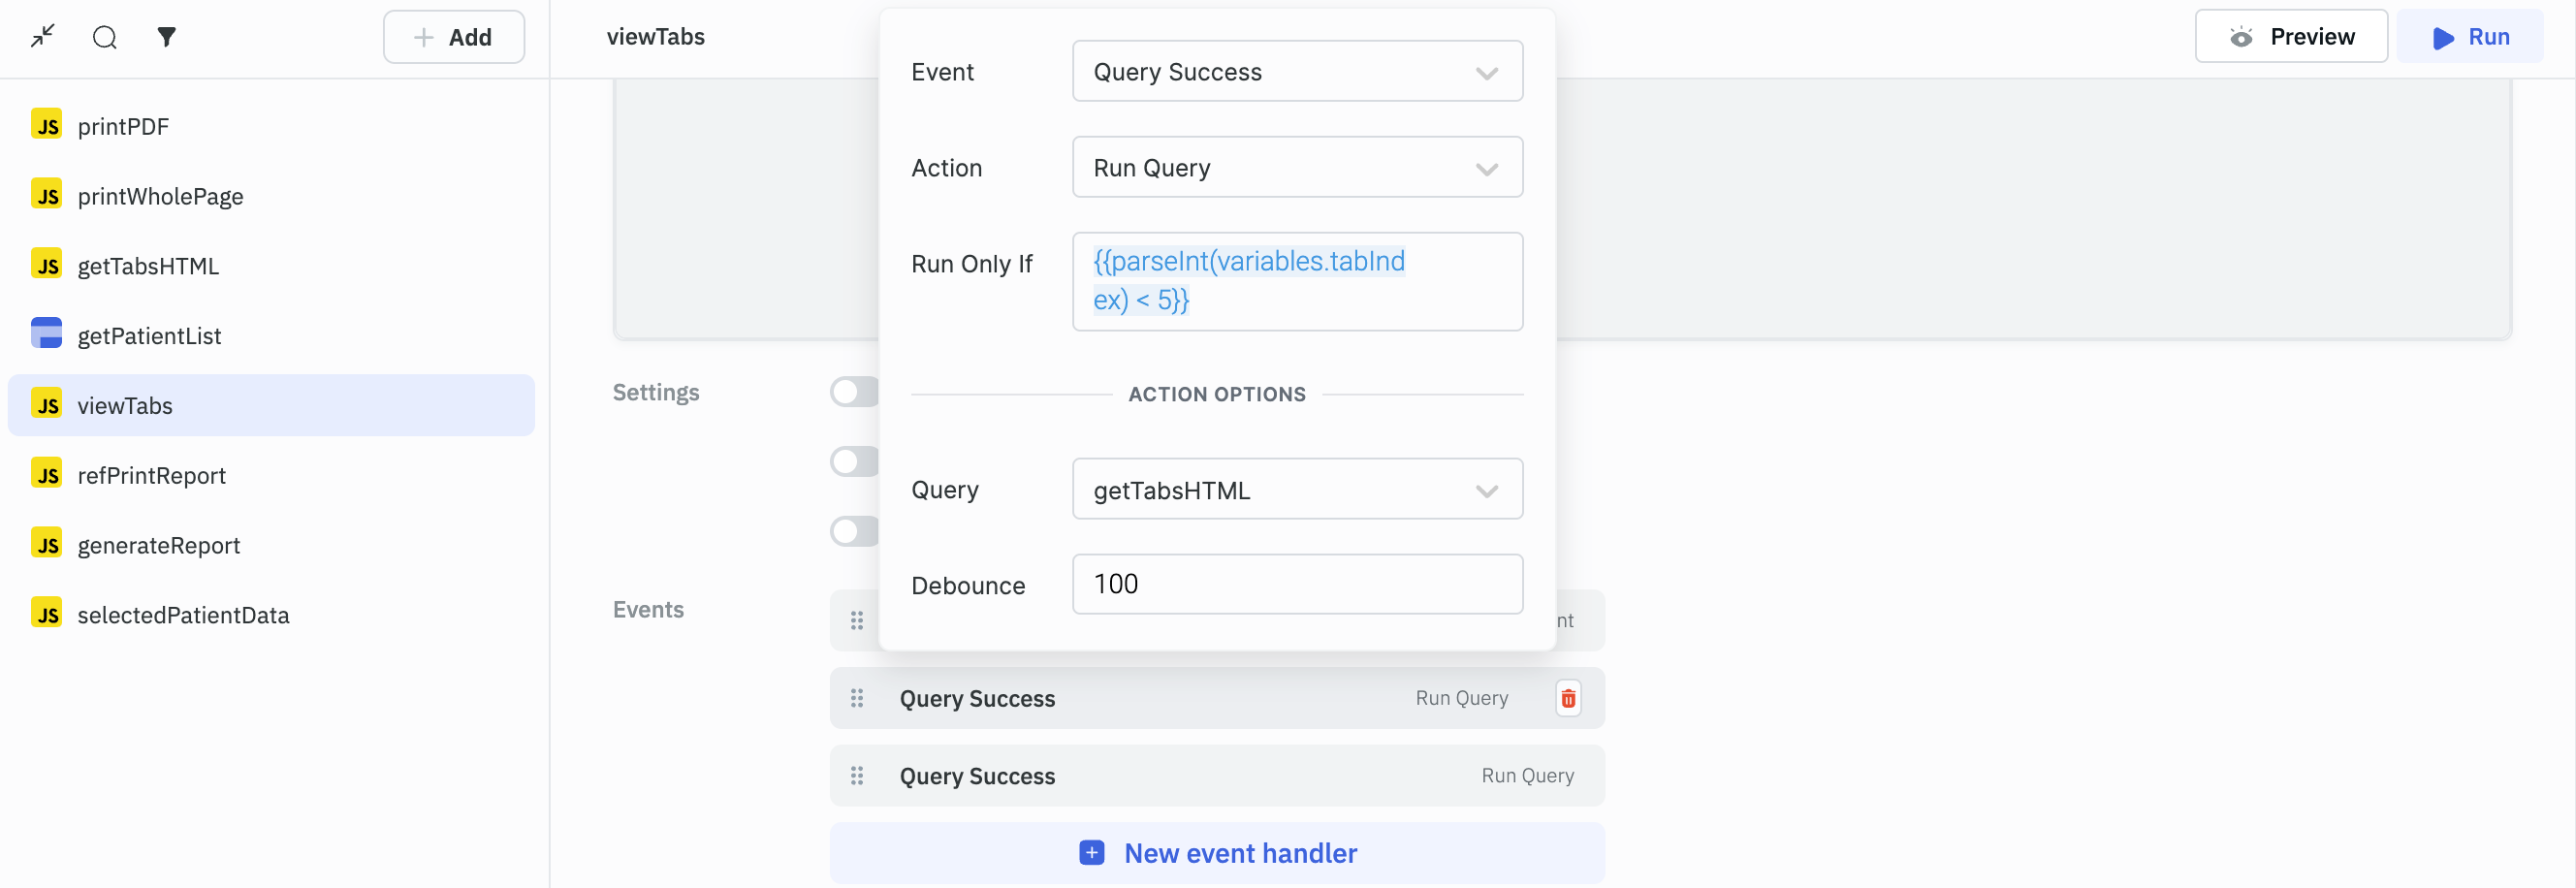 Add
JS printPDF
JS printWholePage
JS getTabsHTML
getPatientList
JS viewTabs
JS refPrintReport
JS generateReport
JS selectedPatientData
viewTabs
Preview
Run
Event
Query Success
Action
Run Query
Run Only If
{{parseInt(variables.tabInd
ex) < 5}}
ACTION OPTIONS
Query
getTabsHTML
Debounce
100
Settings
Events
nt
Query Success Run Query
Query Success Run Query
New event handler